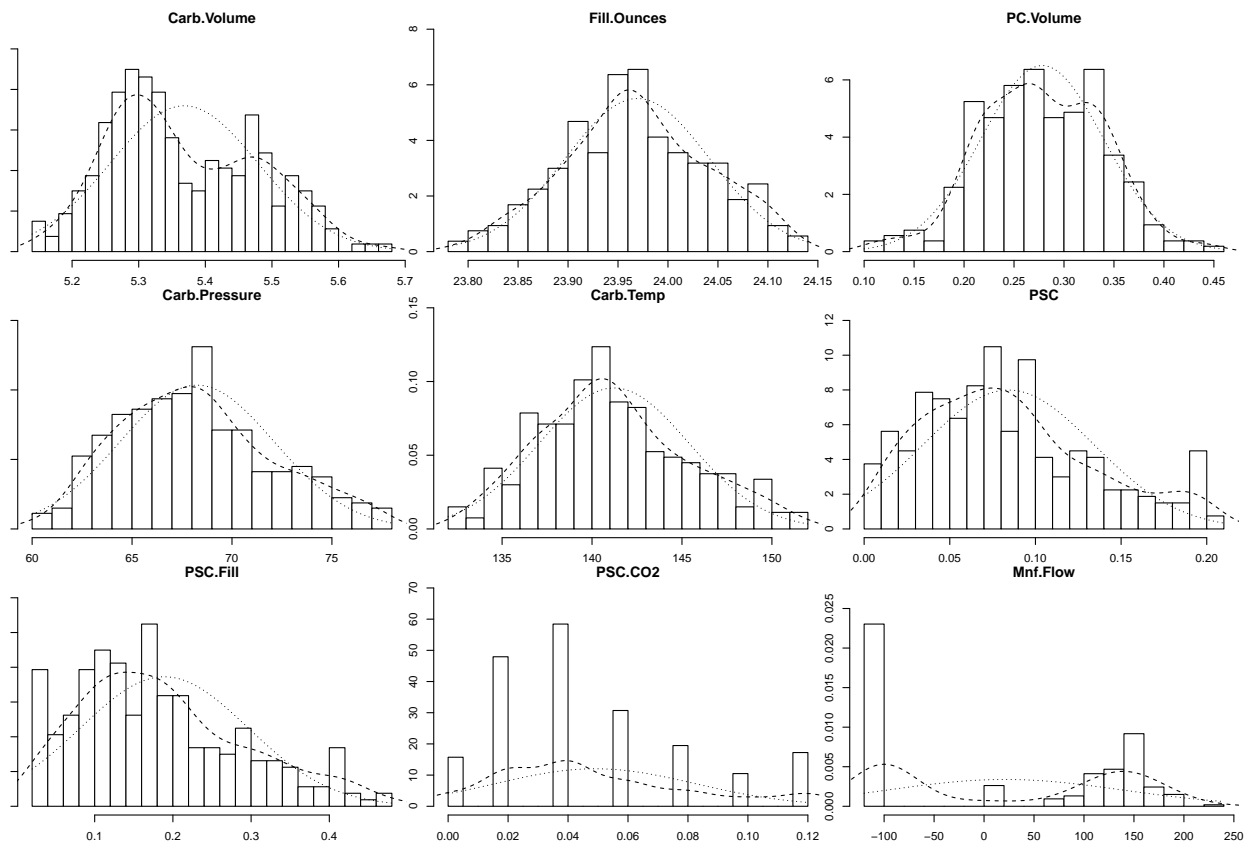 Carb.Volume
5.2 5.3 5.4 5.5 5.6 5.7
Fill.Ounces
0 2 4 6 8
23.80 23.85 23.90 23.95 24.00 24.05 24.10 24.15
PC.Volume
0 2 4 6
0.10 0.15 0.20 0.25 0.30 0.35 0.40 0.45
Carb.Pressure
60 65 70 75
Carb.Temp
0.00 0.05 0.10 0.15
135 140 145 150
PSC
0 2 4 6 8 10 12
0.00 0.05 0.10 0.15 0.20
PSC.Fill
0.1 0.2 0.3 0.4
PSC.CO2
0 10 20 30 40 50 60 70
0.00 0.02 0.04 0.06 0.08 0.10 0.12
Mnf.Flow
0.000 0.005 0.010 0.015 0.020 0.025
−100 −50 0 50 100 150 200 250